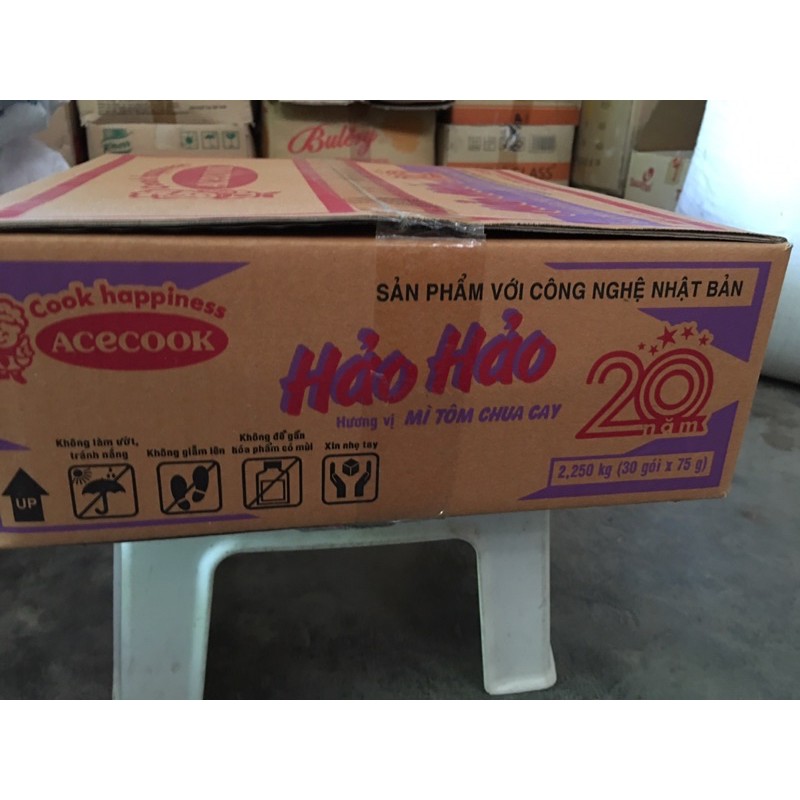 Bulory
Cook happiness
ACECOOK
SẢN PHẨM VỚI CÔNG NGHỆ NHẬT BẢN
Hảo Hảo
Hương vị MÌ TÔM CHUA CAY
20
năm
2,250 kg (30 gói x 75 g)
UP
Không làm ướt,
tránh nắng
Không giẫm lên
Không để gần
hóa phẩm có mùi
Xin nhẹ tay